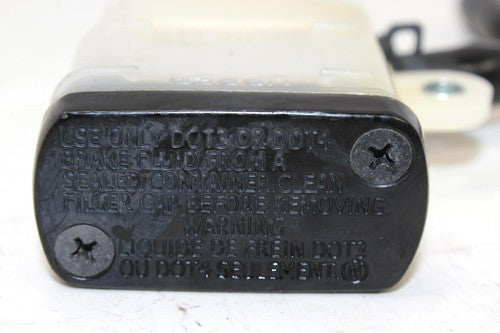 USE ONLY DOT3 OR DOT4
BRAKE FLUID FROM A
SEALED CONTAINER CLEAN
FILLER CAP BEFORE REMOVING
WARNING
LIQUIDE DE FREIN DOT3
OU DOT4 SEULEMENT.(N)